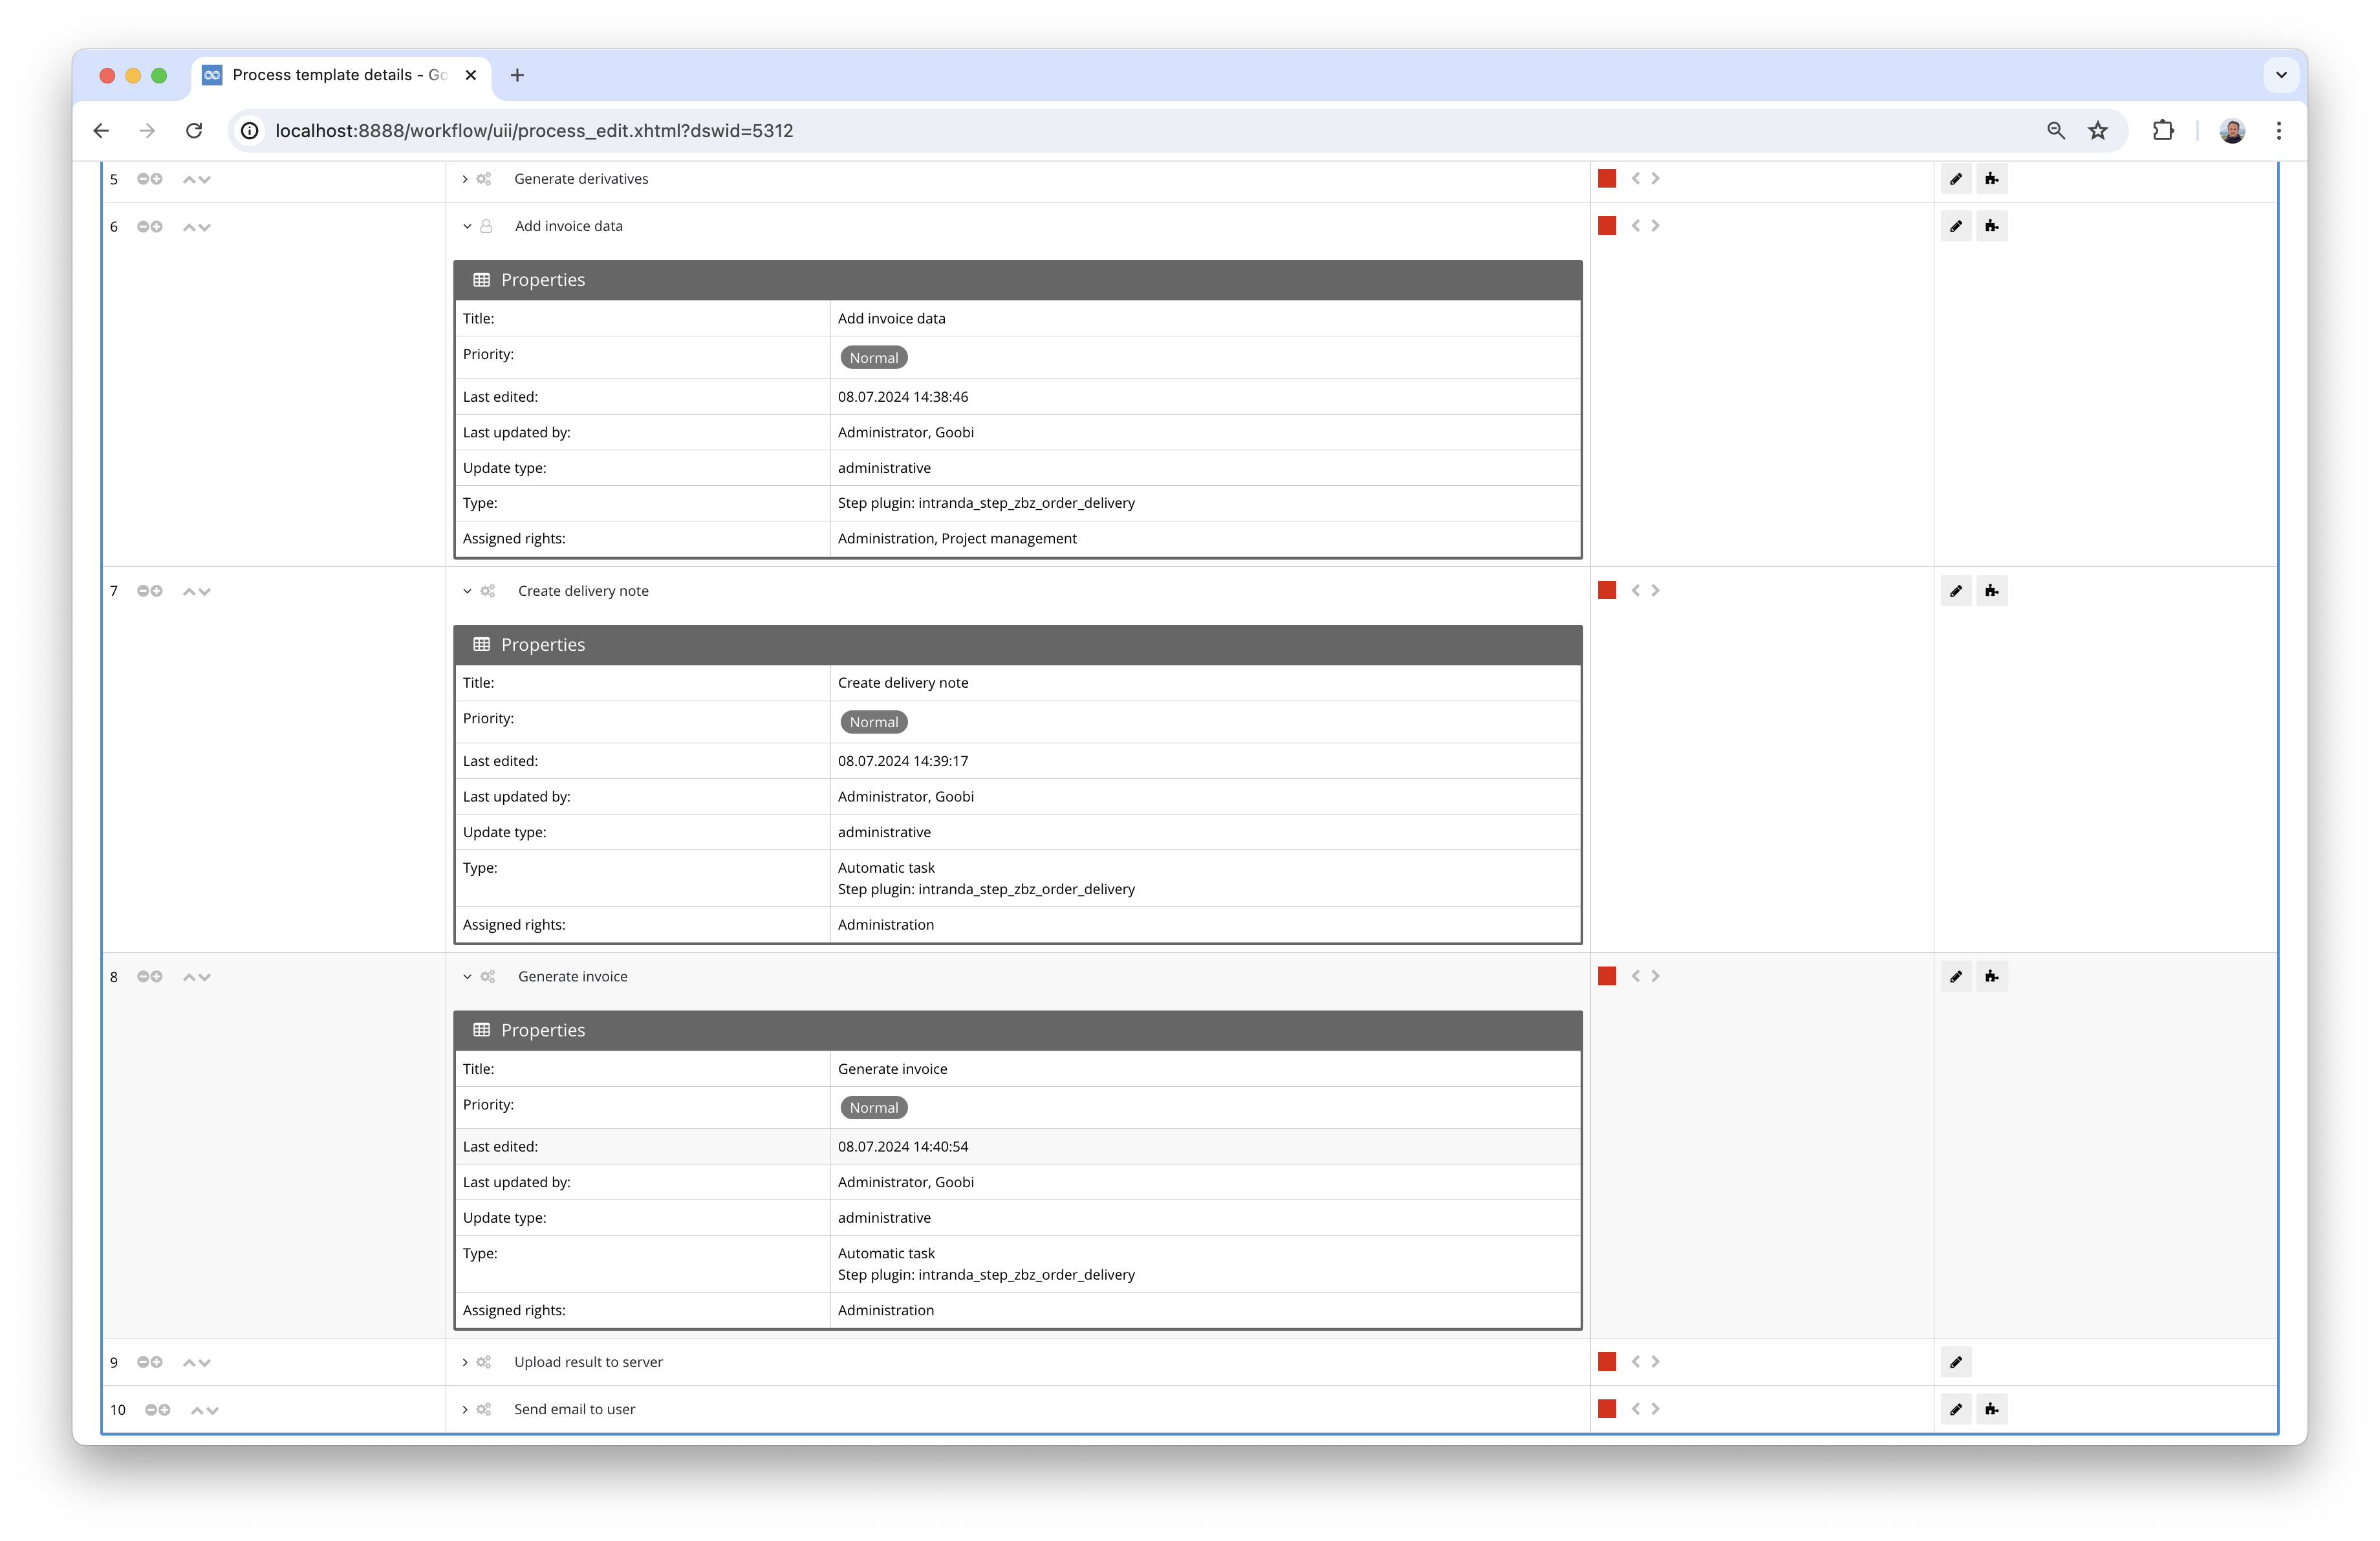 Process template details - Go
localhost:8888/workflow/uii/process_edit.xhtml?dswid=5312
5 Generate derivatives
6 Add invoice data
Properties
Title: Add invoice data
Priority: Normal
Last edited: 08.07.2024 14:38:46
Last updated by: Administrator, Goobi
Update type: administrative
Type: Step plugin: intranda_step_zbz_order_delivery
Assigned rights: Administration, Project management
7 Create delivery note
Properties
Title: Create delivery note
Priority: Normal
Last edited: 08.07.2024 14:39:17
Last updated by: Administrator, Goobi
Update type: administrative
Type: Automatic task
Step plugin: intranda_step_zbz_order_delivery
Assigned rights: Administration
8 Generate invoice
Properties
Title: Generate invoice
Priority: Normal
Last edited: 08.07.2024 14:40:54
Last updated by: Administrator, Goobi
Update type: administrative
Type: Automatic task
Step plugin: intranda_step_zbz_order_delivery
Assigned rights: Administration
9 Upload result to server
10 Send email to user